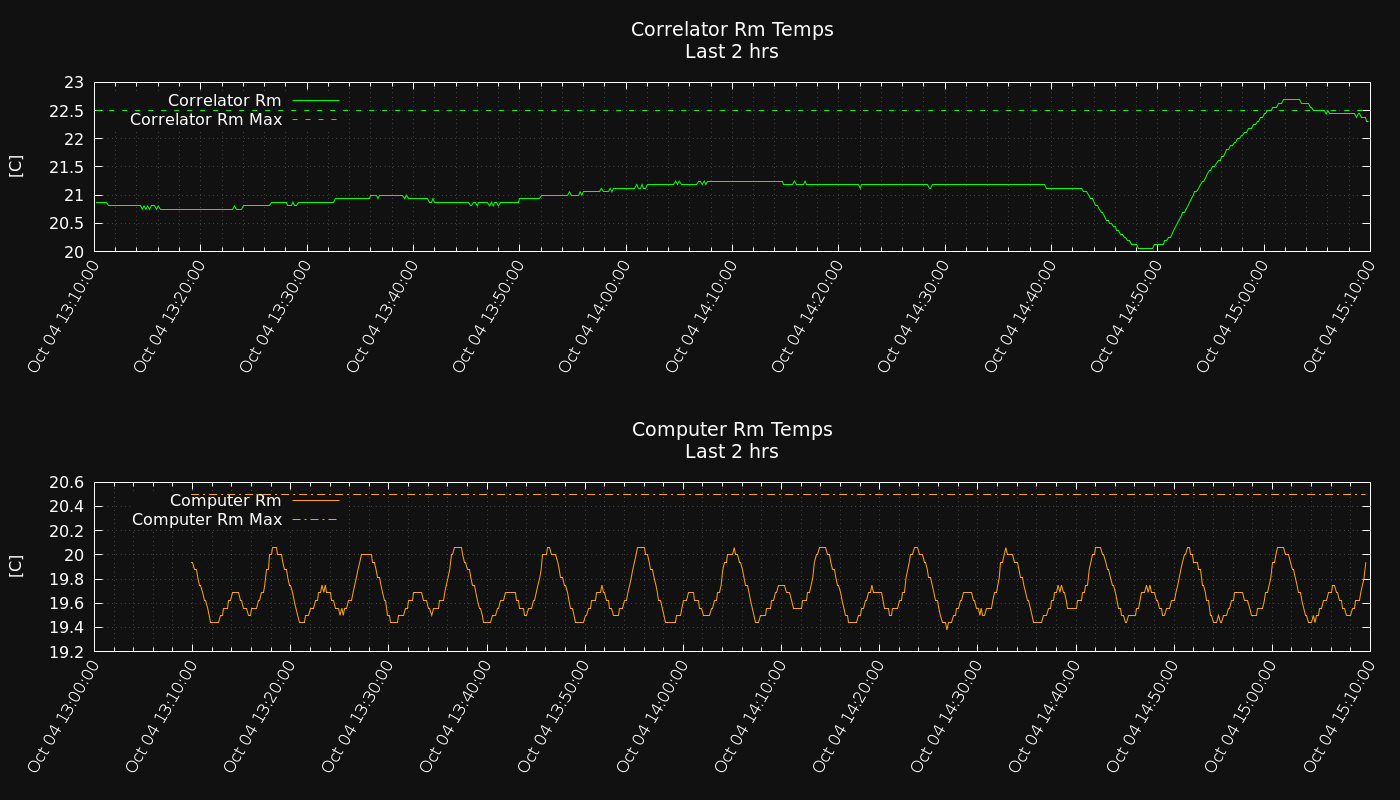 Correlator Rm Temps
Last 2 hrs
23
22.5
22
21.5
21
20.5
20
[C]
Correlator Rm
Correlator Rm Max
Oct 04 13:10:00
Oct 04 13:20:00
Oct 04 13:30:00
Oct 04 13:40:00
Oct 04 13:50:00
Oct 04 14:00:00
Oct 04 14:10:00
Oct 04 14:20:00
Oct 04 14:30:00
Oct 04 14:40:00
Oct 04 14:50:00
Oct 04 15:00:00
Oct 04 15:10:00
Computer Rm Temps
Last 2 hrs
20.6
20.4
20.2
20
19.8
19.6
19.4
19.2
[C]
Computer Rm
Computer Rm Max
Oct 04 13:00:00
Oct 04 13:10:00
Oct 04 13:20:00
Oct 04 13:30:00
Oct 04 13:40:00
Oct 04 13:50:00
Oct 04 14:00:00
Oct 04 14:10:00
Oct 04 14:20:00
Oct 04 14:30:00
Oct 04 14:40:00
Oct 04 14:50:00
Oct 04 15:00:00
Oct 04 15:10:00